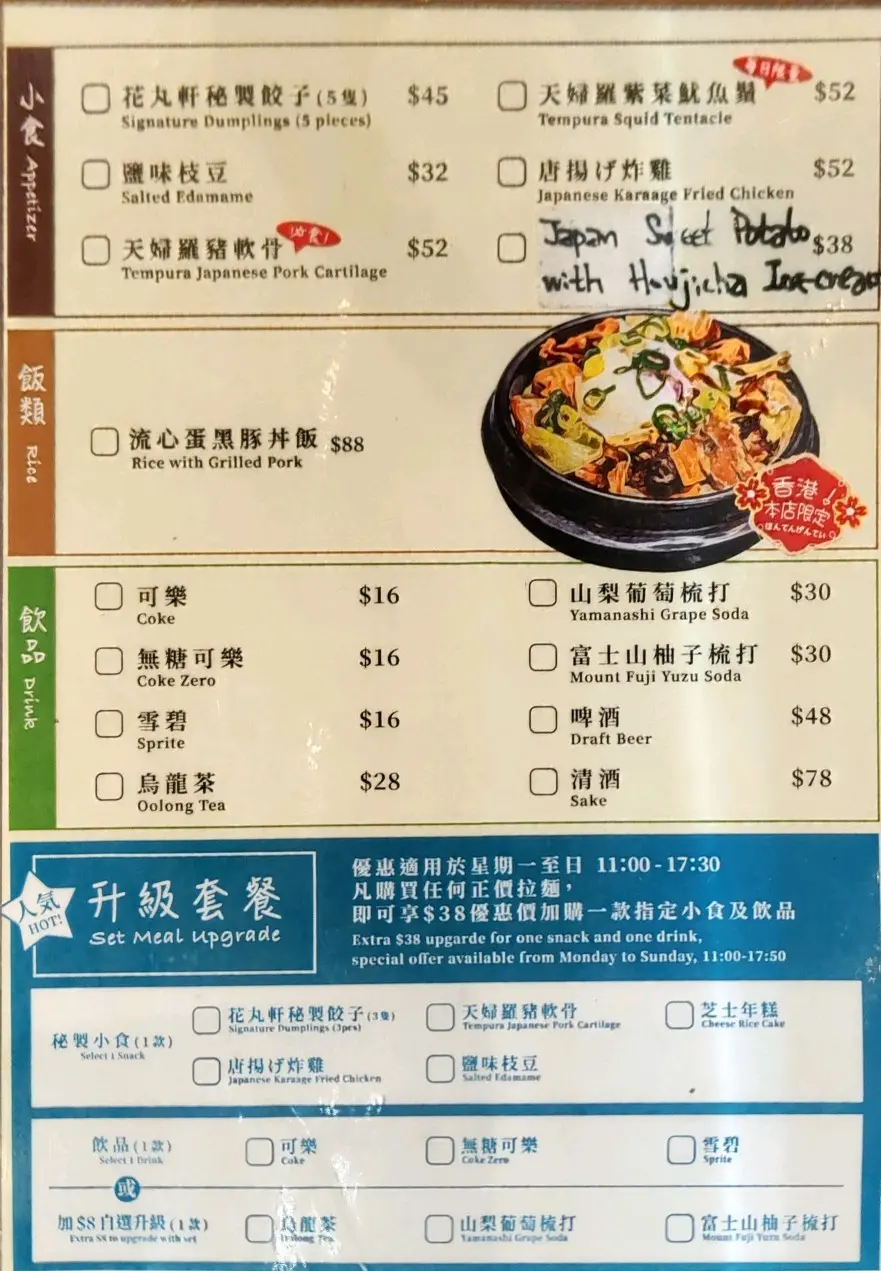 小食 Appetizer
花丸軒秘製餃子(5隻) $45
Signature Dumplings (5 pieces)
鹽味枝豆 $32
Salted Edamame
天婦羅豬軟骨 $52
必食!
Tempura Japanese Pork Cartilage
每日限量
天婦羅紫菜魷魚鬚 $52
Tempura Squid Tentacle
唐揚げ炸雞 $52
Japanese Karaage Fried Chicken
Japan Sweet Potato $38
with Houjicha Ice-cream
飯類 Rice
流心蛋黑豚丼飯 $88
Rice with Grilled Pork
香港
本店限定
ほんてんげんてい
飲品 Drink
可樂 $16
Coke
無糖可樂 $16
Coke Zero
雪碧 $16
Sprite
烏龍茶 $28
Oolong Tea
山梨葡萄梳打 $30
Yamanashi Grape Soda
富士山柚子梳打 $30
Mount Fuji Yuzu Soda
啤酒 $48
Draft Beer
清酒 $78
Sake
人気
HOT!
升級套餐
Set Meal Upgrade
優惠適用於星期一至日 11:00-17:30
凡購買任何正價拉麵，
即可享$38優惠價加購一款指定小食及飲品
Extra $38 upgarde for one snack and one drink,
special offer available from Monday to Sunday, 11:00-17:50
秘製小食(1款)
Select 1 Snack
花丸軒秘製餃子(3隻)
Signature Dumplings (3pcs)
天婦羅豬軟骨
Tempura Japanese Pork Cartilage
芝士年糕
Cheese Rice Cake
唐揚げ炸雞
Japanese Karaage Fried Chicken
鹽味枝豆
Salted Edamame
飲品(1款)
Select 1 Drink
可樂
Coke
無糖可樂
Coke Zero
雪碧
Sprite
或
加$8自選升級(1款)
Extra $8 to upgrade with set
烏龍茶
Oolong Tea
山梨葡萄梳打
Yamanashi Grape Soda
富士山柚子梳打
Mount Fuji Yuzu Soda